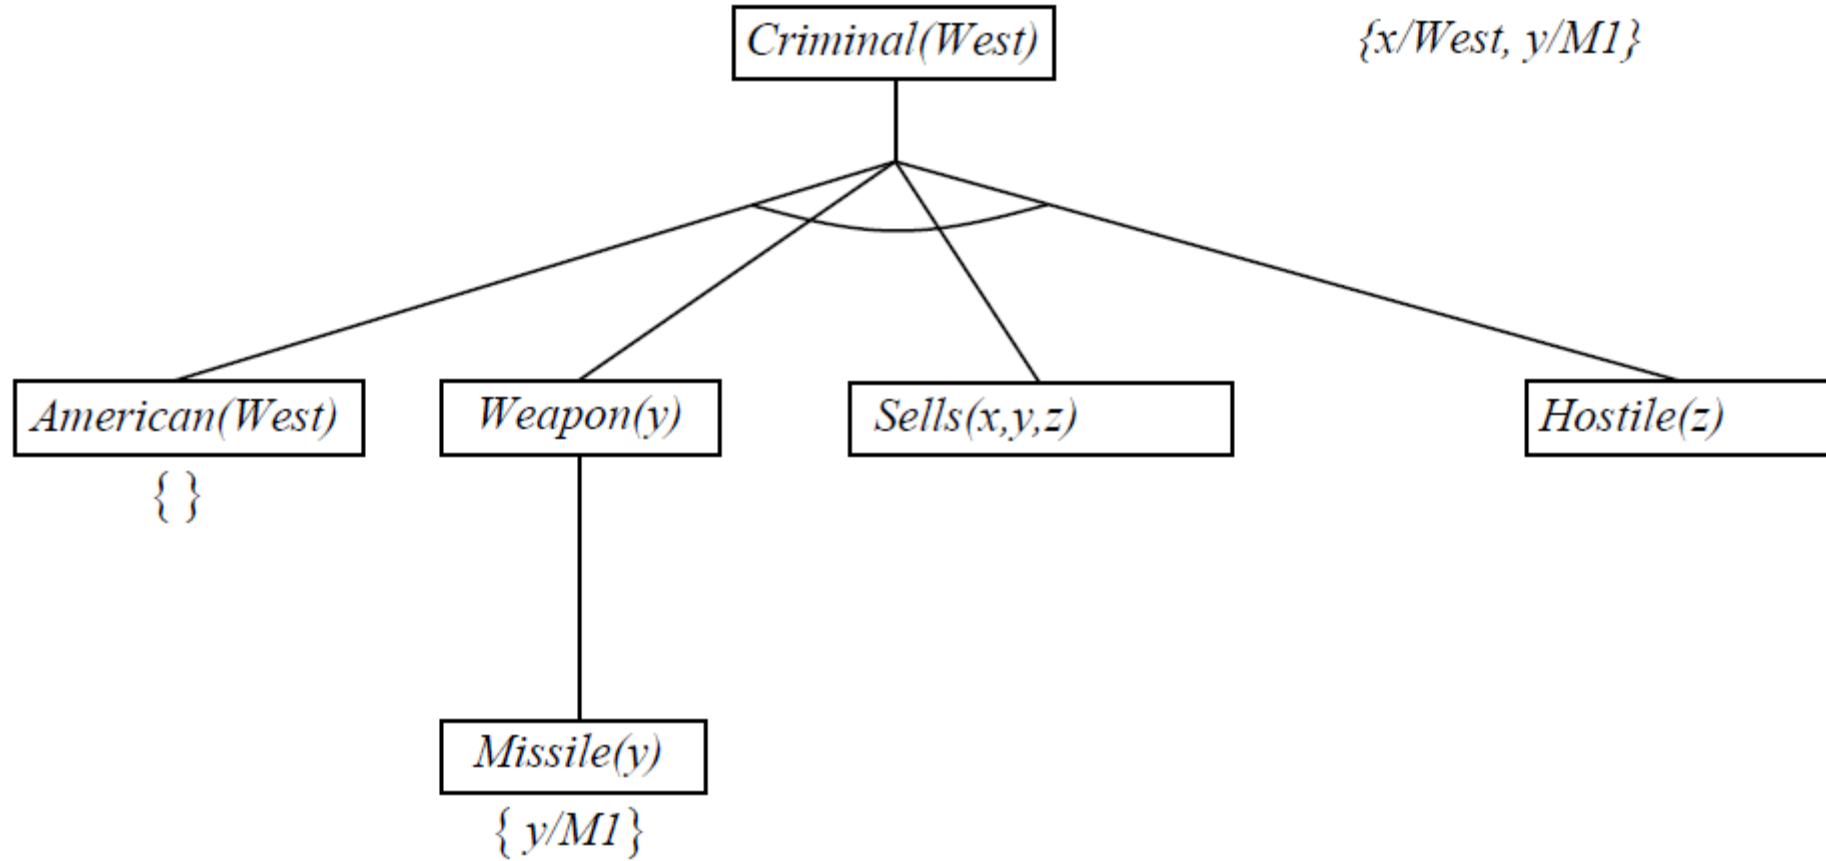 Criminal(West)
{x/West, y/M1}
American(West)
Weapon(y)
Sells(x,y,z)
Hostile(z)
{ }
Missile(y)
{ y/M1 }